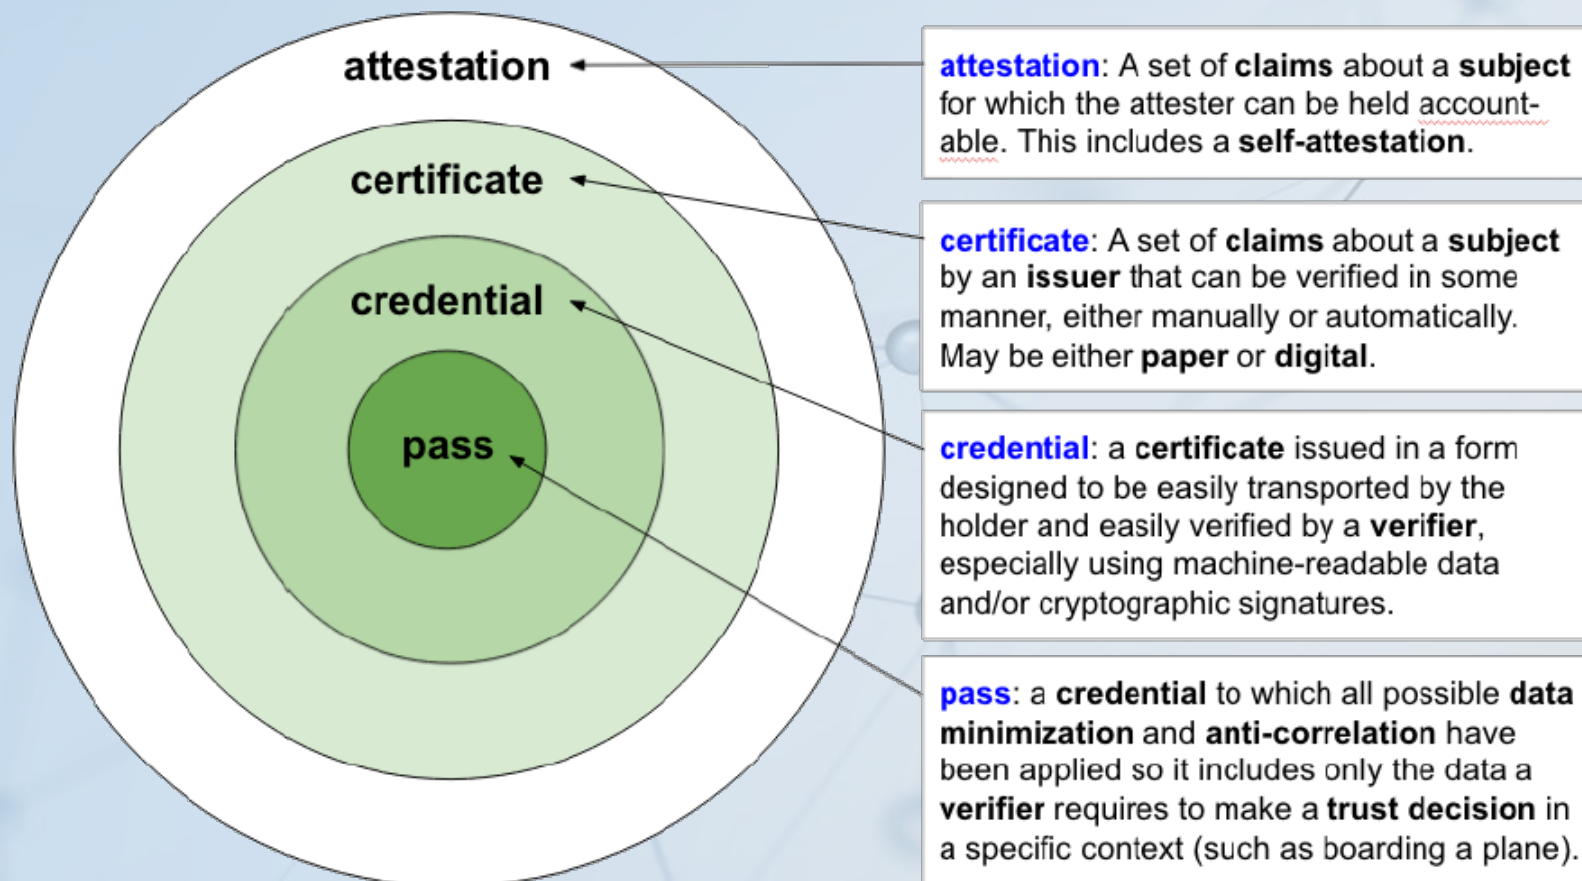 attestation
certificate
credential
pass
attestation: A set of claims about a subject
for which the attester can be held account-
able. This includes a self-attestation.
certificate: A set of claims about a subject
by an issuer that can be verified in some
manner, either manually or automatically.
May be either paper or digital.
credential: a certificate issued in a form
designed to be easily transported by the
holder and easily verified by a verifier,
especially using machine-readable data
and/or cryptographic signatures.
pass: a credential to which all possible data
minimization and anti-correlation have
been applied so it includes only the data a
verifier requires to make a trust decision in
a specific context (such as boarding a plane).